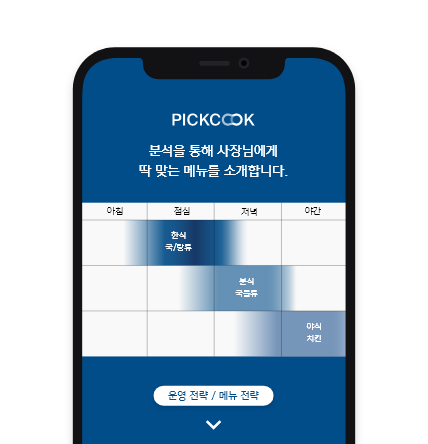 PICKCOOK
분석을 통해 사장님에게
딱 맞는 메뉴를 소개합니다.
아침 점심 저녁 야간
한식
국/탕류
분식
국물류
야식
치킨
운영 전략 / 메뉴 전략